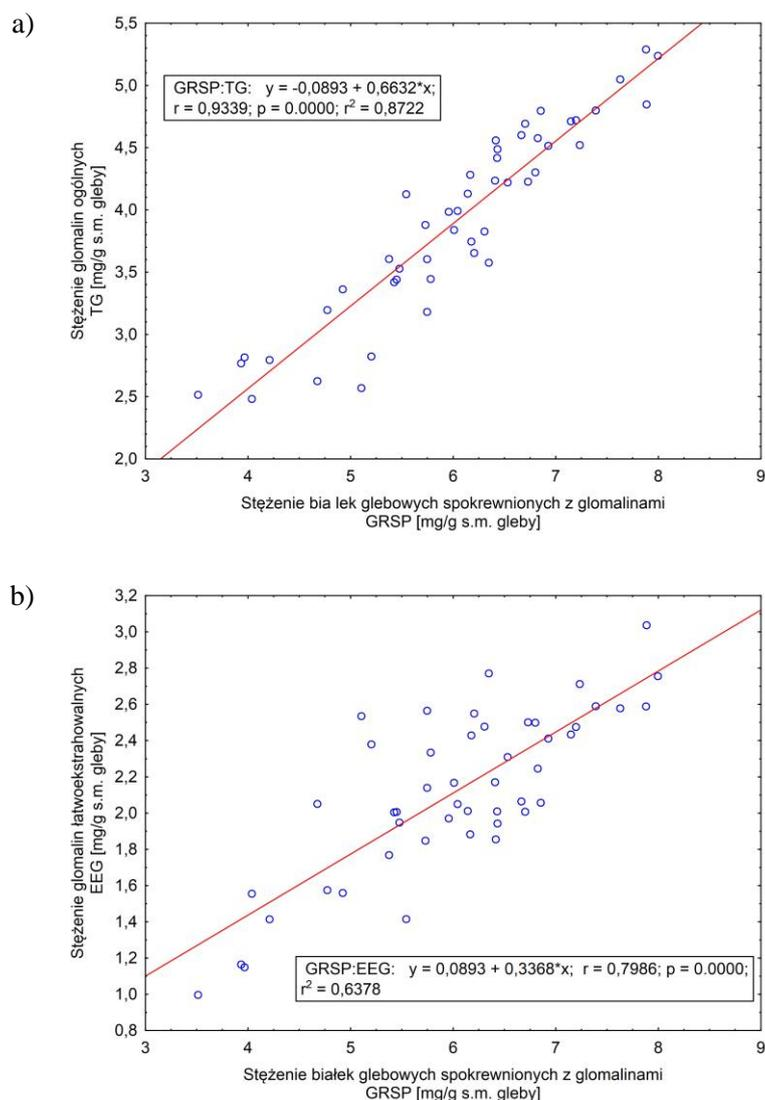 a)
5,5
5,0
4,5
4,0
3,5
3,0
2,5
2,0
Stężenie glomalin ogólnych
TG [mg/g s.m. gleby]
GRSP:TG: y = -0,0893 + 0,6632*x;
r = 0,9339; p = 0.0000; r² = 0,8722
3 4 5 6 7 8 9
Stężenie bia lek glebowych spokrewnionych z glomalinami
GRSP [mg/g s.m. gleby]
b)
3,2
3,0
2,8
2,6
2,4
2,2
2,0
1,8
1,6
1,4
1,2
1,0
0,8
Stężenie glomalin łatwoekstrahowalnych
EEG [mg/g s.m. gleby]
GRSP:EEG: y = 0,0893 + 0,3368*x; r = 0,7986; p = 0.0000;
r² = 0,6378
3 4 5 6 7 8 9
Stężenie białek glebowych spokrewnionych z glomalinami
GRSP [mg/g s.m. gleby]